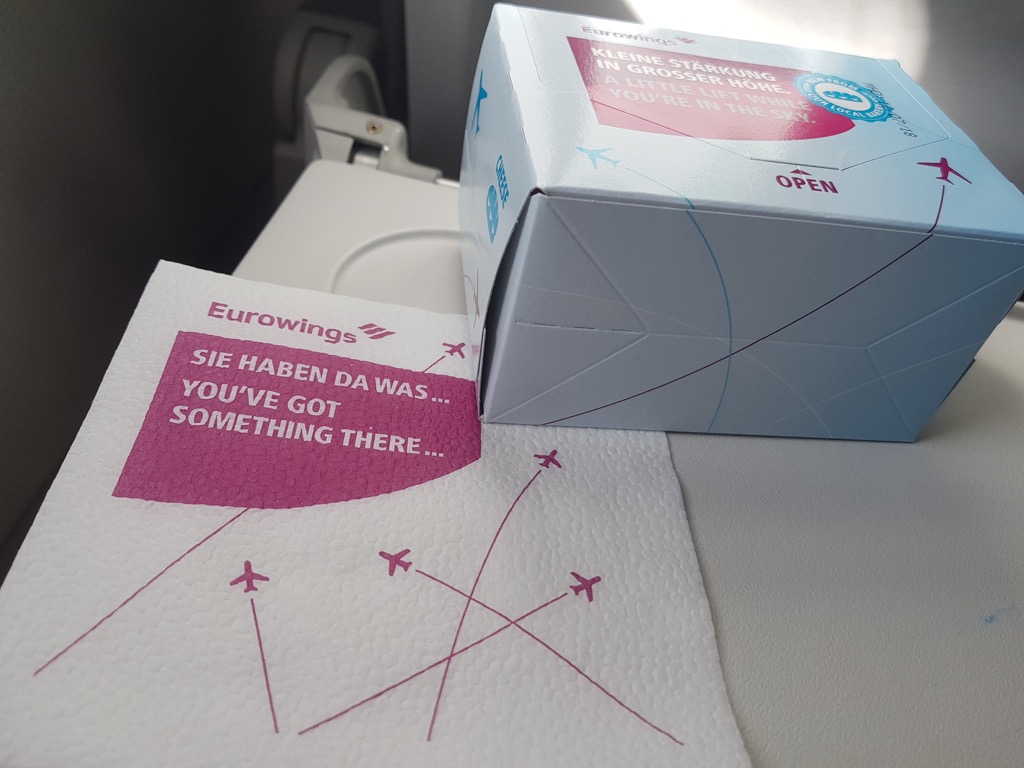 Eurowings
SIE HABEN DA WAS...
YOU'VE GOT
SOMETHING THERE...
Eurowings
KLEINE STÄRKUNG
IN GROSSER HÖHE.
A LITTLE LIFT WHILE
YOU'RE IN THE SKY.
OPEN
CHEESE